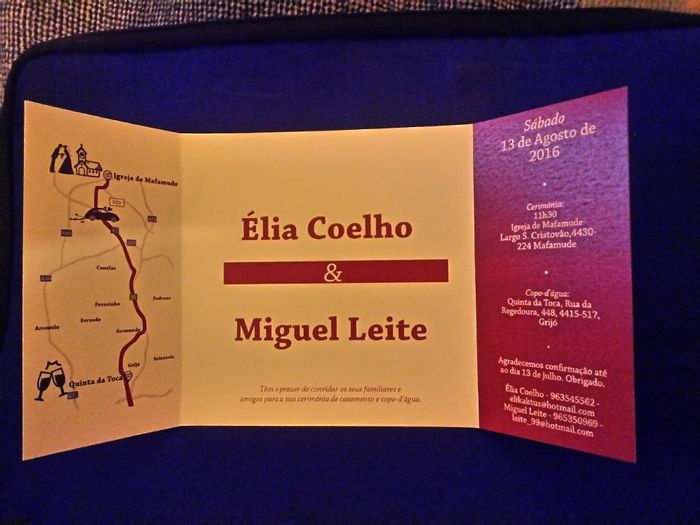 Igreja de Mafamude
Canelas
Perozinho
Pedroso
Serzedo
Arcozelo
Sermonde
Grijó
Seixezelo
Quinta da Toca
Élia Coelho
&
Miguel Leite
Têm o prazer de convidar os seus familiares e
amigos para a sua cerimónia de casamento e copo-d'água.
Sábado
13 de Agosto de
2016
Cerimónia:
11h30
Igreja de Mafamude
Largo S. Cristovão,4430-
224 Mafamude
Copo-d'água:
Quinta da Toca, Rua da
Regedoura, 448, 4415-517,
Grijó
Agradecemos confirmação até
ao dia 13 de julho. Obrigado.
Élia Coelho - 963545562 -
elikaktus@hotmail.com
Miguel Leite - 965350969 -
leite_99@hotmail.com